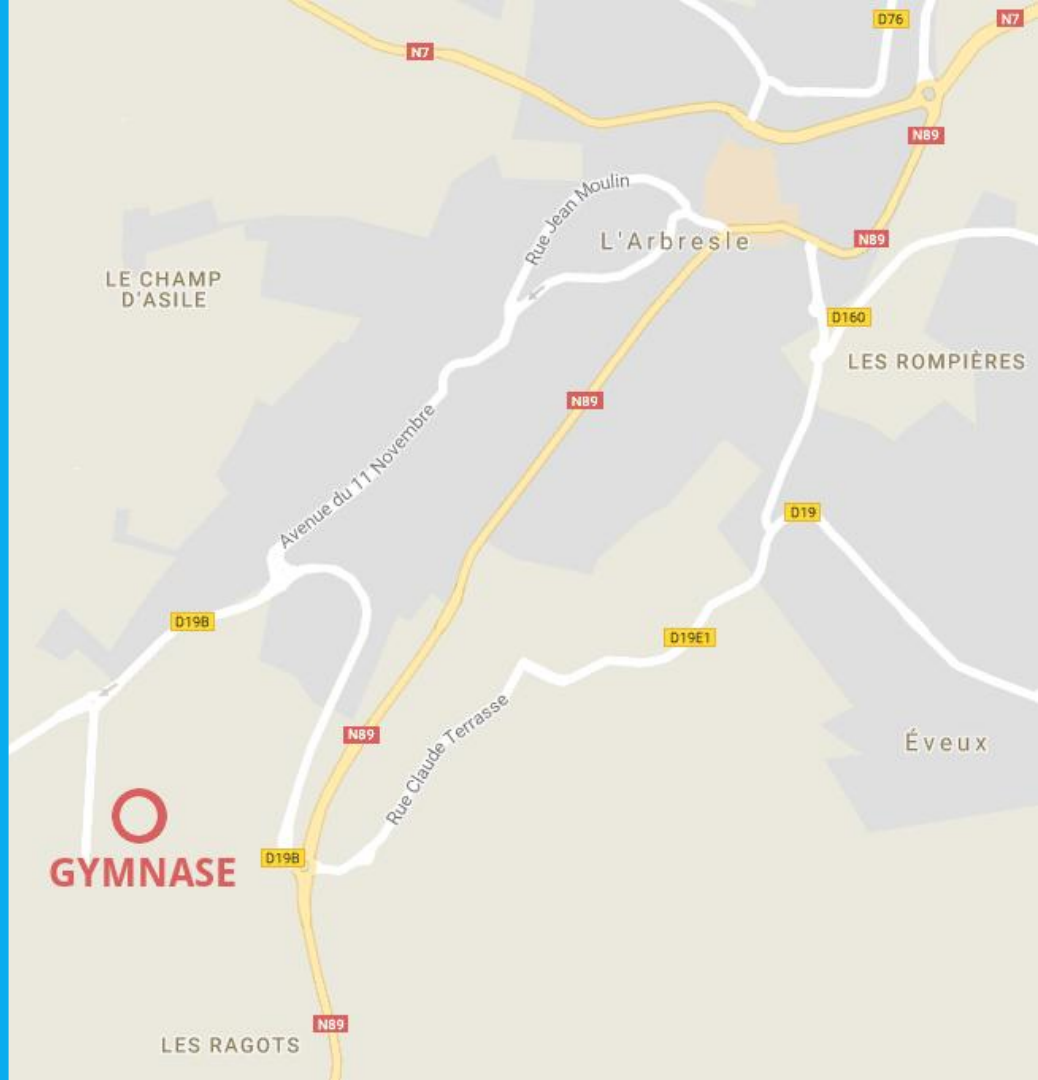 D76
N7
N7
N89
Rue Jean Moulin
L'Arbresle
N89
LE CHAMP
D'ASILE
D160
LES ROMPIÈRES
N89
Avenue du 11 Novembre
D19
D19B
D19E1
Rue Claude Terrasse
N89
Éveux
GYMNASE
D19B
N89
LES RAGOTS